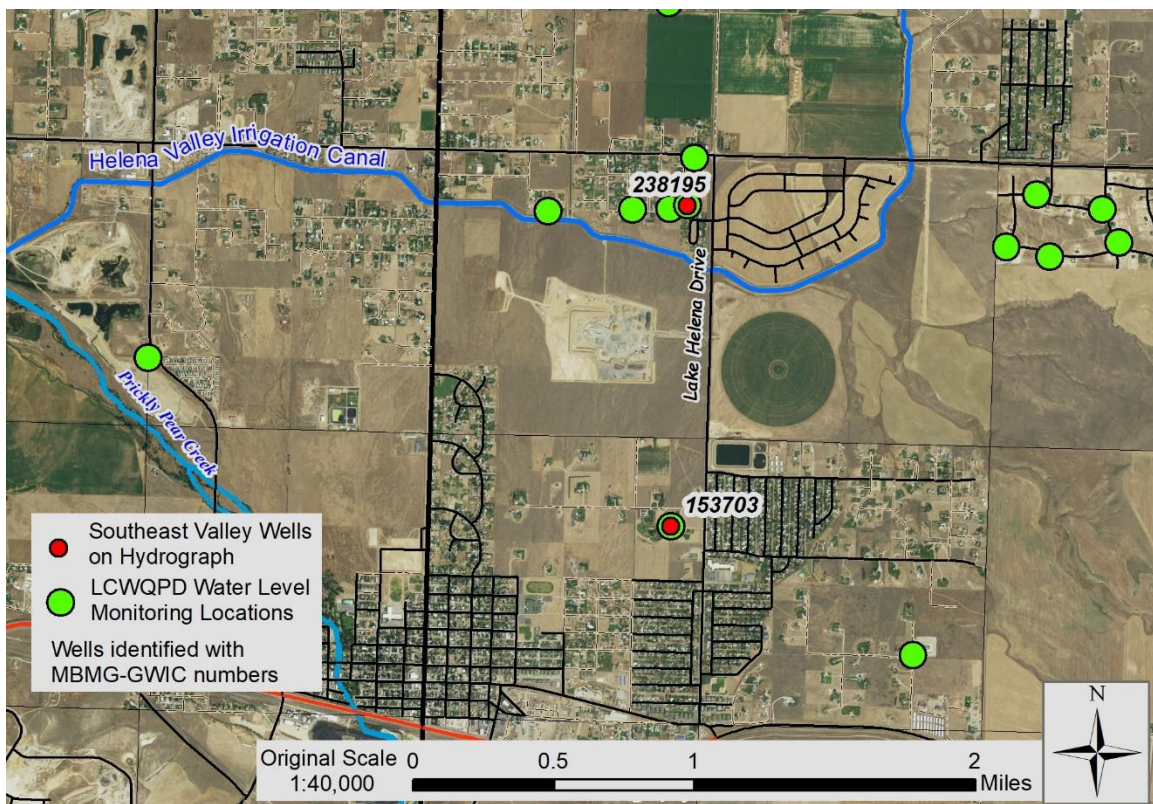 Helena Valley Irrigation Canal
238195
Lake Helena Drive
Prickly Pear Creek
153703
Southeast Valley Wells
on Hydrograph
LCWQPD Water Level
Monitoring Locations
Wells identified with
MBMG-GWIC numbers
N
Original Scale
1:40,000
0 0.5 1 2
Miles